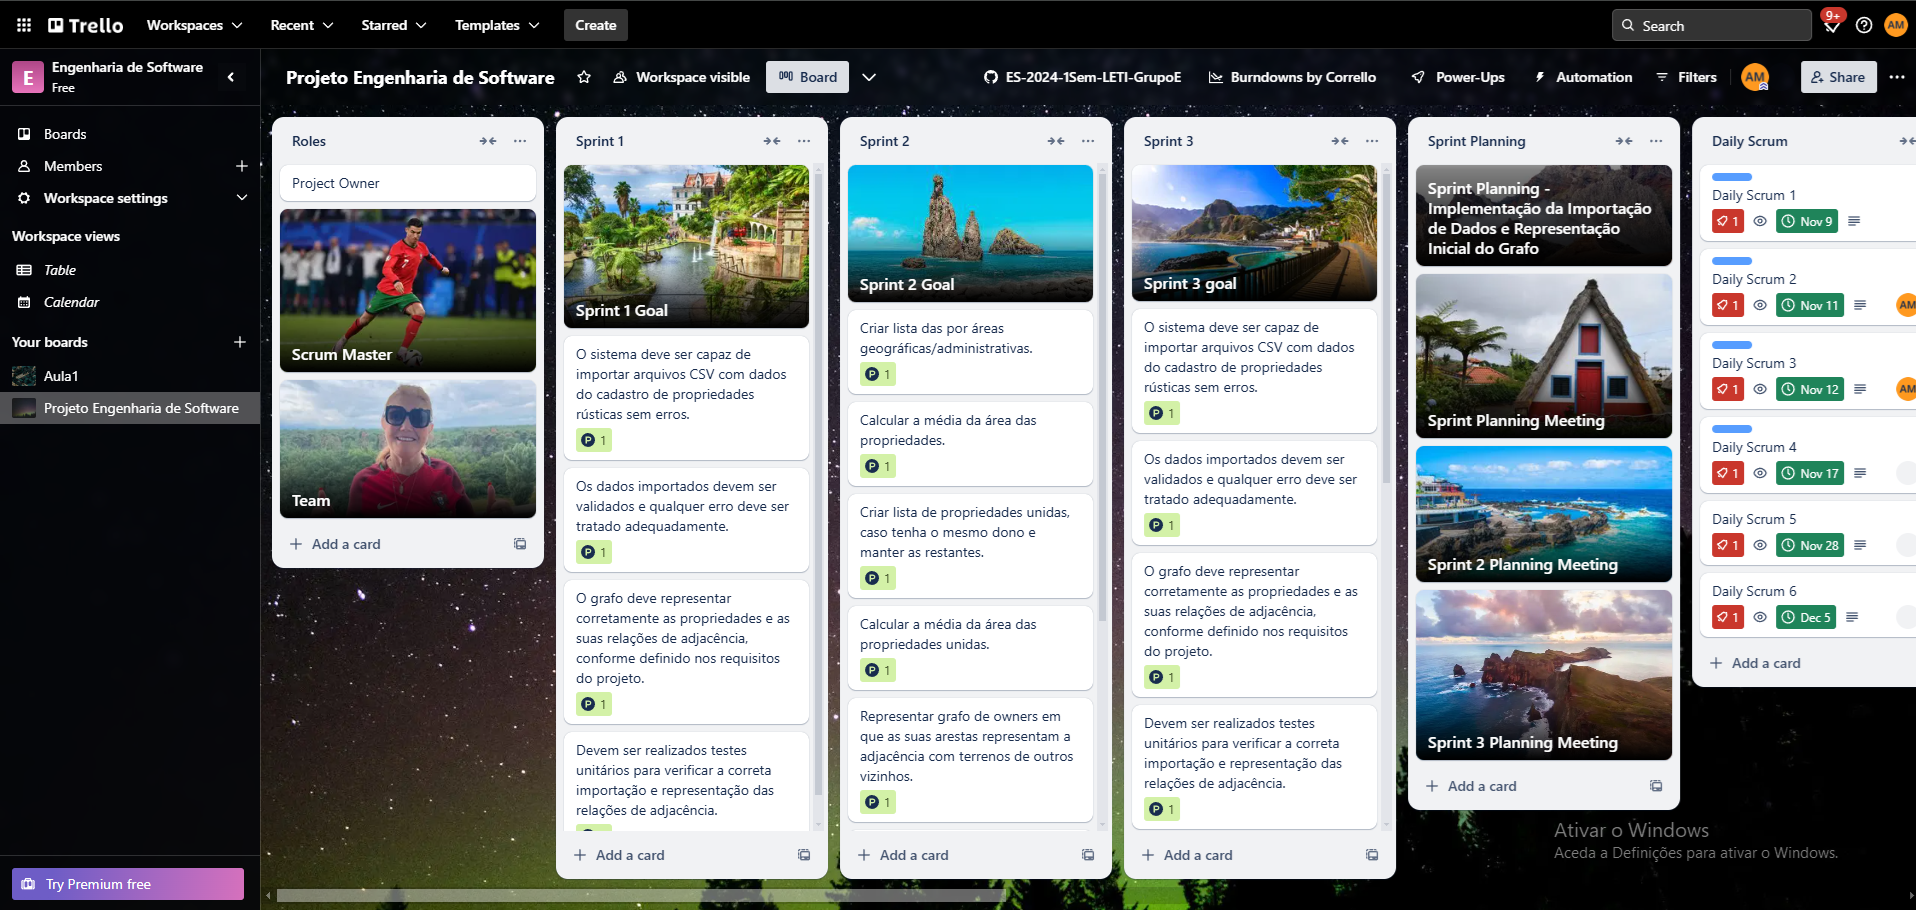 Trello
Workspaces
Recent
Starred
Templates
Create
Search
9+
AM
E
Engenharia de Software
Free
Projeto Engenharia de Software
Workspace visible
Board
ES-2024-1Sem-LETI-GrupoE
Burndowns by Corrello
Power-Ups
Automation
Filters
AM
Share
Boards
Members
Workspace settings
Workspace views
Table
Calendar
Your boards
Aula1
Projeto Engenharia de Software
Try Premium free
Roles
Project Owner
Scrum Master
Team
Add a card
Sprint 1
Sprint 1 Goal
O sistema deve ser capaz de
importar arquivos CSV com dados
do cadastro de propriedades
rústicas sem erros.
P 1
Os dados importados devem ser
validados e qualquer erro deve ser
tratado adequadamente.
P 1
O grafo deve representar
corretamente as propriedades e as
suas relações de adjacência,
conforme definido nos requisitos
do projeto.
P 1
Devem ser realizados testes
unitários para verificar a correta
importação e representação das
relações de adjacência.
Add a card
Sprint 2
Sprint 2 Goal
Criar lista das por áreas
geográficas/administrativas.
P 1
Calcular a média da área das
propriedades.
P 1
Criar lista de propriedades unidas,
caso tenha o mesmo dono e
manter as restantes.
P 1
Calcular a média da área das
propriedades unidas.
P 1
Representar grafo de owners em
que as suas arestas representam a
adjacência com terrenos de outros
vizinhos.
P 1
Add a card
Sprint 3
Sprint 3 goal
O sistema deve ser capaz de
importar arquivos CSV com dados
do cadastro de propriedades
rústicas sem erros.
P 1
Os dados importados devem ser
validados e qualquer erro deve ser
tratado adequadamente.
P 1
O grafo deve representar
corretamente as propriedades e as
suas relações de adjacência,
conforme definido nos requisitos
do projeto.
P 1
Devem ser realizados testes
unitários para verificar a correta
importação e representação das
relações de adjacência.
P 1
Add a card
Sprint Planning
Sprint Planning -
Implementação da Importação
de Dados e Representação
Inicial do Grafo
Sprint Planning Meeting
Sprint 2 Planning Meeting
Sprint 3 Planning Meeting
Add a card
Daily Scrum
Daily Scrum 1
1 Nov 9
Daily Scrum 2
1 Nov 11 AM
Daily Scrum 3
1 Nov 12 AM
Daily Scrum 4
1 Nov 17
Daily Scrum 5
1 Nov 28
Daily Scrum 6
1 Dec 5
Add a card
Ativar o Windows
Aceda a Definições para ativar o Windows.